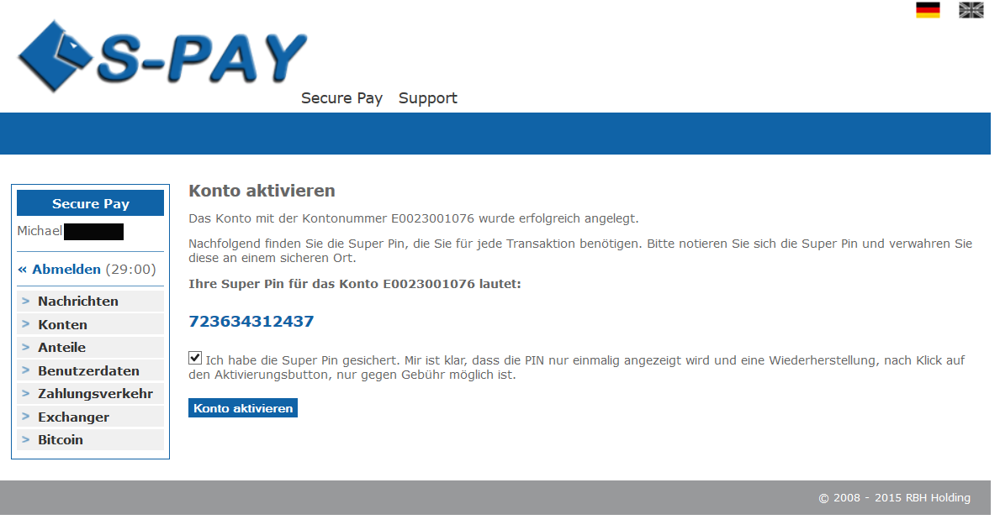 S-PAY
Secure Pay Support
Secure Pay
Michael
« Abmelden (29:00)
> Nachrichten
> Konten
> Anteile
> Benutzerdaten
> Zahlungsverkehr
> Exchanger
> Bitcoin
Konto aktivieren
Das Konto mit der Kontonummer E0023001076 wurde erfolgreich angelegt.
Nachfolgend finden Sie die Super Pin, die Sie für jede Transaktion benötigen. Bitte notieren Sie sich die Super Pin und verwahren Sie
diese an einem sicheren Ort.
Ihre Super Pin für das Konto E0023001076 lautet:
723634312437
Ich habe die Super Pin gesichert. Mir ist klar, dass die PIN nur einmalig angezeigt wird und eine Wiederherstellung, nach Klick auf
den Aktivierungsbutton, nur gegen Gebühr möglich ist.
Konto aktivieren
© 2008 - 2015 RBH Holding